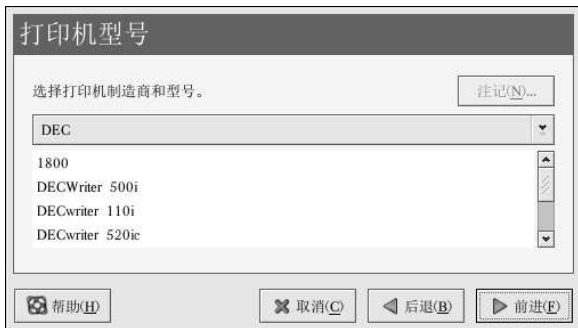 打印机型号
选择打印机制造商和型号。
注记(N)...
DEC
1800
DECWriter 500i
DECwriter 110i
DECwriter 520ic
帮助(H) 取消(C) 后退(B) 前进(F)